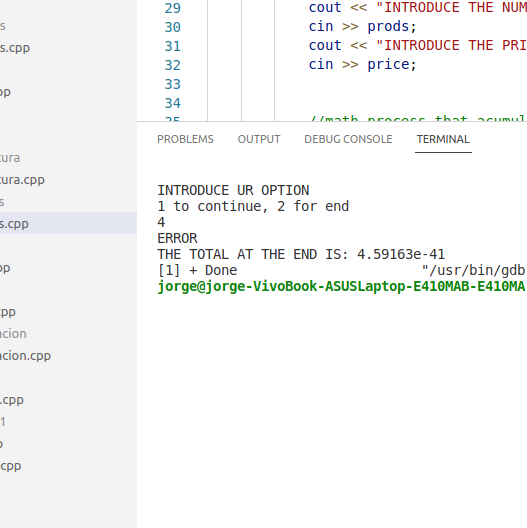 s
s.cpp
pp
cura
cura.cpp
s
s.cpp
pp
cpp
acion
acion.cpp
.cpp
1
o
cpp
29 cout << "INTRODUCE THE NUM
30 cin >> prods;
31 cout << "INTRODUCE THE PRI
32 cin >> price;
33
34
35 //math process that acumul
PROBLEMS OUTPUT DEBUG CONSOLE TERMINAL
INTRODUCE UR OPTION
1 to continue, 2 for end
4
ERROR
THE TOTAL AT THE END IS: 4.59163e-41
[1] + Done "/usr/bin/gdb
jorge@jorge-VivoBook-ASUSLaptop-E410MAB-E410MA